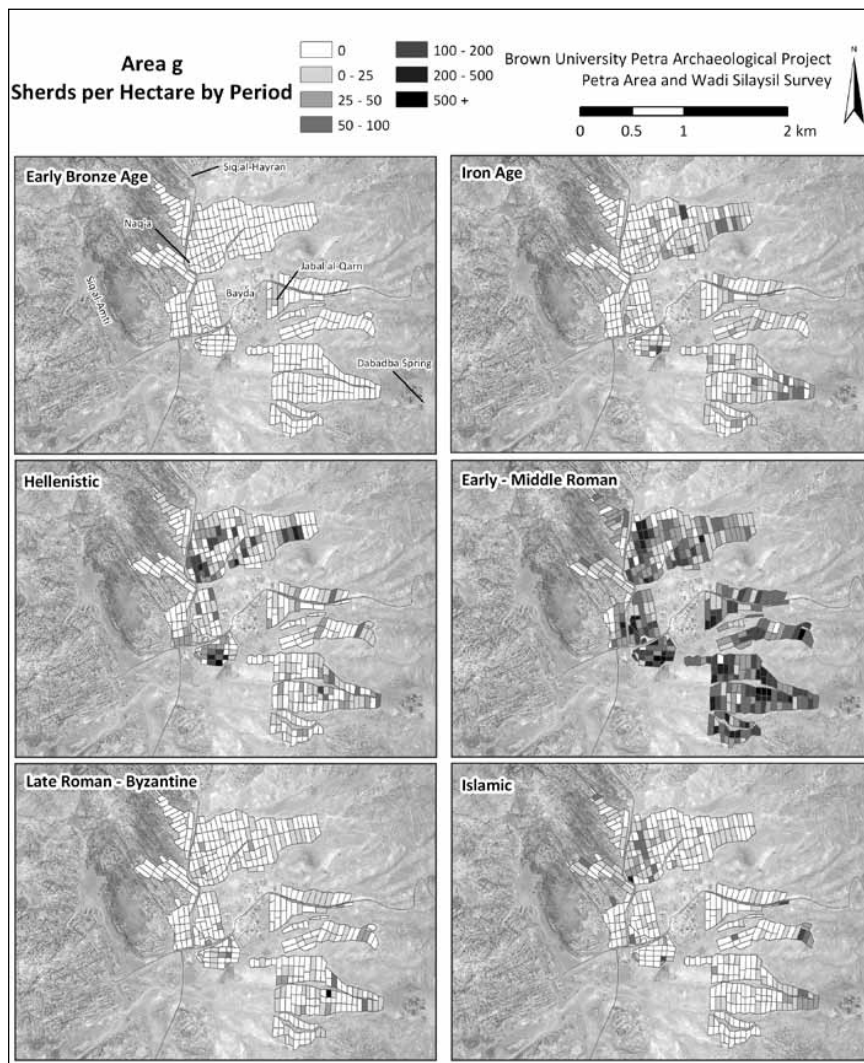 Area g
Sherds per Hectare by Period
0
0 - 25
25 - 50
50 - 100
100 - 200
200 - 500
500 +
Brown University Petra Archaeological Project
Petra Area and Wadi Silaysil Survey
N
0 0.5 1 2 km
Early Bronze Age
Siq al-Hayran
Naqia
Siq al-Amti
Bayda
Jabal al-Qarn
Dabadba Spring
Iron Age
Hellenistic
Early - Middle Roman
Late Roman - Byzantine
Islamic